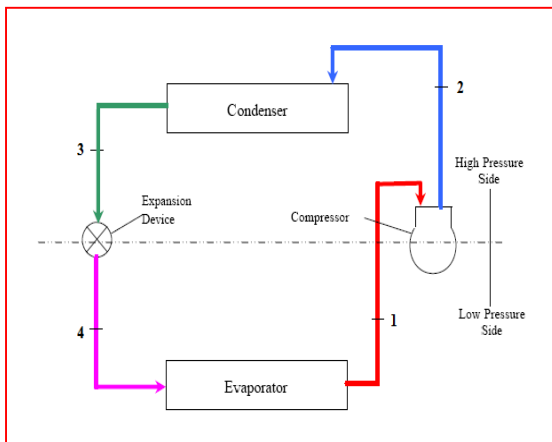 2
Condenser
3
High Pressure
Side
Expansion
Device
Compressor
4
1
Low Pressure
Side
Evaporator